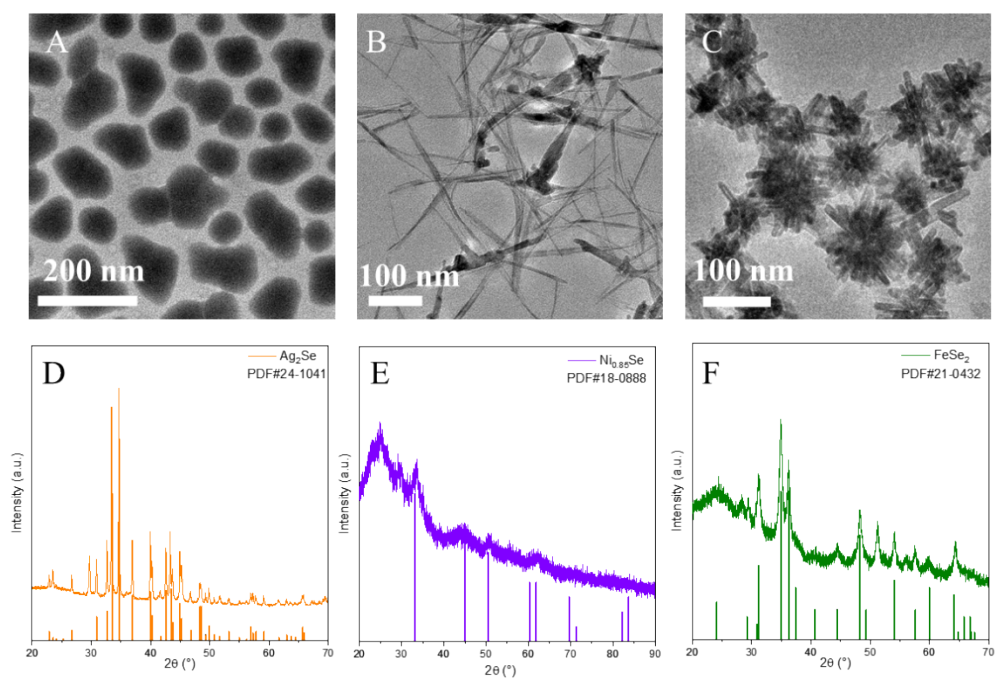 A
200 nm
B
100 nm
C
100 nm
D
Ag₂Se
PDF#24-1041
Intensity (a.u.)
20 30 40 50 60 70
2θ (°)
E
Ni₀.₈₅Se
PDF#18-0888
Intensity (a.u.)
20 30 40 50 60 70 80 90
2θ (°)
F
FeSe₂
PDF#21-0432
Intensity (a.u.)
20 30 40 50 60 70
2θ (°)